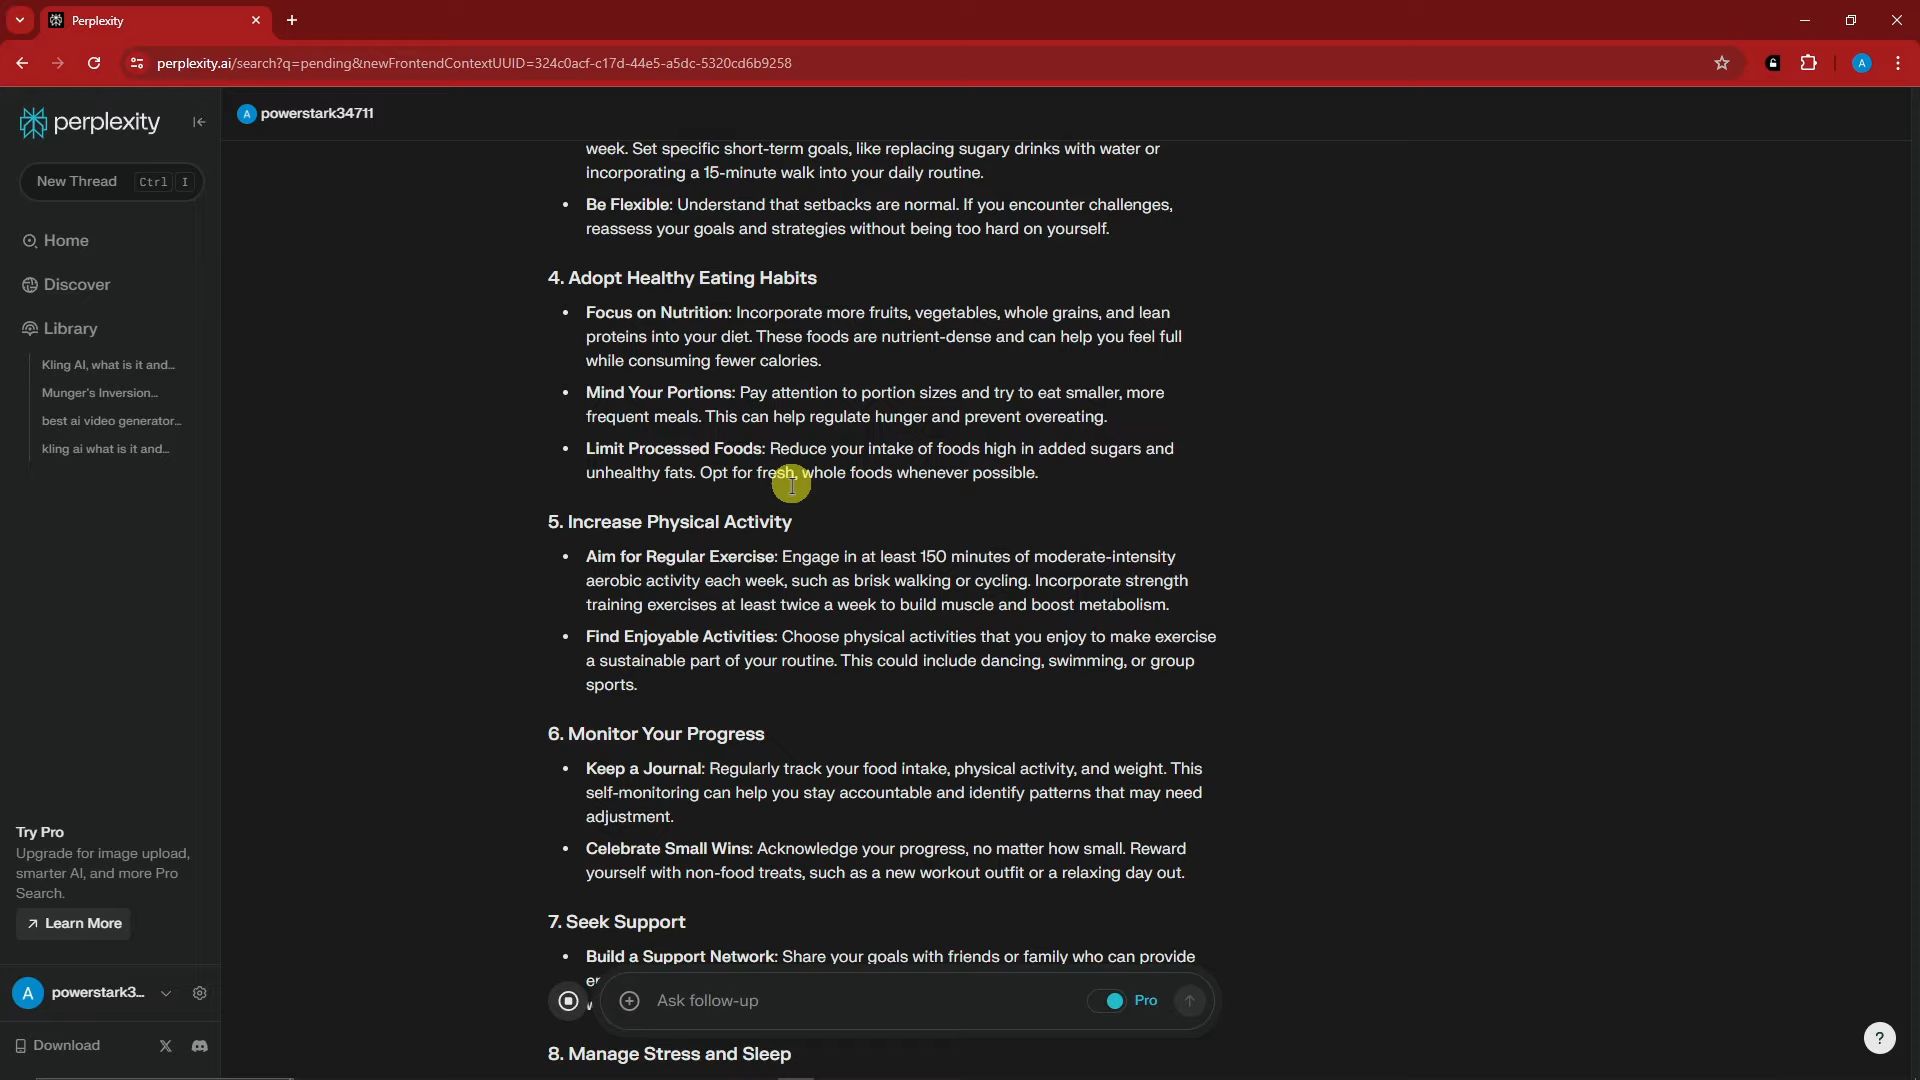 Perplexity
perplexity.ai/search?q=pending&newFrontendContextUUID=324c0acf-c17d-44e5-a5dc-5320cd6b9258
A
perplexity
A powerstark34711
New Thread Ctrl I
Home
Discover
Library
Kling AI, what is it and...
Munger's Inversion...
best ai video generator...
kling ai what is it and...
week. Set specific short-term goals, like replacing sugary drinks with water or
incorporating a 15-minute walk into your daily routine.
• Be Flexible: Understand that setbacks are normal. If you encounter challenges,
reassess your goals and strategies without being too hard on yourself.
4. Adopt Healthy Eating Habits
• Focus on Nutrition: Incorporate more fruits, vegetables, whole grains, and lean
proteins into your diet. These foods are nutrient-dense and can help you feel full
while consuming fewer calories.
• Mind Your Portions: Pay attention to portion sizes and try to eat smaller, more
frequent meals. This can help regulate hunger and prevent overeating.
• Limit Processed Foods: Reduce your intake of foods high in added sugars and
unhealthy fats. Opt for fresh, whole foods whenever possible.
5. Increase Physical Activity
• Aim for Regular Exercise: Engage in at least 150 minutes of moderate-intensity
aerobic activity each week, such as brisk walking or cycling. Incorporate strength
training exercises at least twice a week to build muscle and boost metabolism.
• Find Enjoyable Activities: Choose physical activities that you enjoy to make exercise
a sustainable part of your routine. This could include dancing, swimming, or group
sports.
6. Monitor Your Progress
• Keep a Journal: Regularly track your food intake, physical activity, and weight. This
self-monitoring can help you stay accountable and identify patterns that may need
adjustment.
• Celebrate Small Wins: Acknowledge your progress, no matter how small. Reward
yourself with non-food treats, such as a new workout outfit or a relaxing day out.
7. Seek Support
• Build a Support Network: Share your goals with friends or family who can provide
8. Manage Stress and Sleep
Ask follow-up
Pro
Try Pro
Upgrade for image upload,
smarter AI, and more Pro
Search.
Learn More
A powerstark3...
Download
?